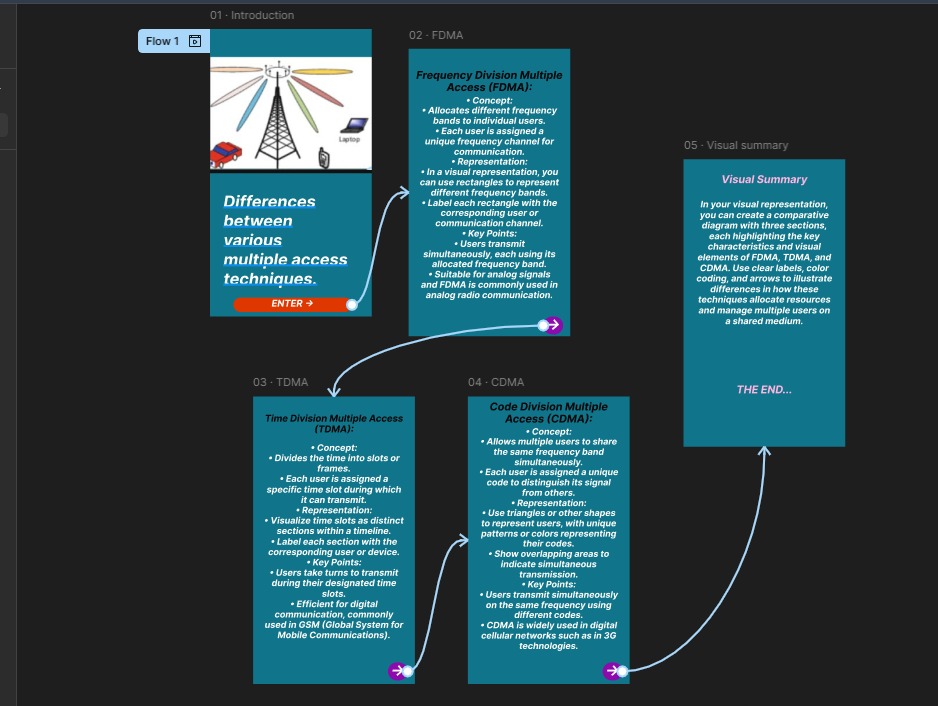 01 · Introduction
Flow 1
Laptop
Differences
between
various
multiple access
techniques.
ENTER →
02 · FDMA
Frequency Division Multiple
Access (FDMA):
• Concept:
• Allocates different frequency
bands to individual users.
• Each user is assigned a
unique frequency channel for
communication.
• Representation:
• In a visual representation, you
can use rectangles to represent
different frequency bands.
• Label each rectangle with the
corresponding user or
communication channel.
• Key Points:
• Users transmit
simultaneously, each using its
allocated frequency band.
• Suitable for analog signals
and FDMA is commonly used in
analog radio communication.
03 · TDMA
Time Division Multiple Access
(TDMA):
• Concept:
• Divides the time into slots or
frames.
• Each user is assigned a
specific time slot during which
it can transmit.
• Representation:
• Visualize time slots as distinct
sections within a timeline.
• Label each section with the
corresponding user or device.
• Key Points:
• Users take turns to transmit
during their designated time
slots.
• Efficient for digital
communication, commonly
used in GSM (Global System for
Mobile Communications).
04 · CDMA
Code Division Multiple
Access (CDMA):
• Concept:
• Allows multiple users to share
the same frequency band
simultaneously.
• Each user is assigned a unique
code to distinguish its signal
from others.
• Representation:
• Use triangles or other shapes
to represent users, with unique
patterns or colors representing
their codes.
• Show overlapping areas to
indicate simultaneous
transmission.
• Key Points:
• Users transmit simultaneously
on the same frequency using
different codes.
• CDMA is widely used in digital
cellular networks such as in 3G
technologies.
05 · Visual summary
Visual Summary
In your visual representation,
you can create a comparative
diagram with three sections,
each highlighting the key
characteristics and visual
elements of FDMA, TDMA, and
CDMA. Use clear labels, color
coding, and arrows to illustrate
differences in how these
techniques allocate resources
and manage multiple users on
a shared medium.
THE END...